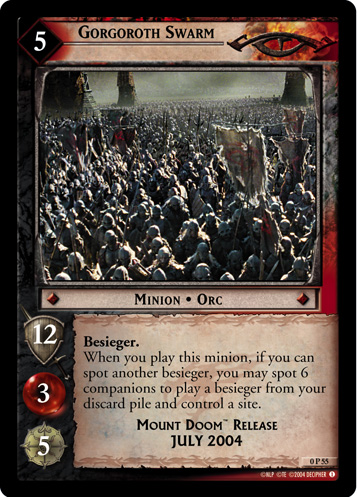 5
GORGOROTH SWARM
MINION • ORC
12
3
5
Besieger.
When you play this minion, if you can
spot another besieger, you may spot 6
companions to play a besieger from your
discard pile and control a site.
MOUNT DOOM™ RELEASE
JULY 2004
0 P 55
©NLP ©TE ©2004 DECIPHER